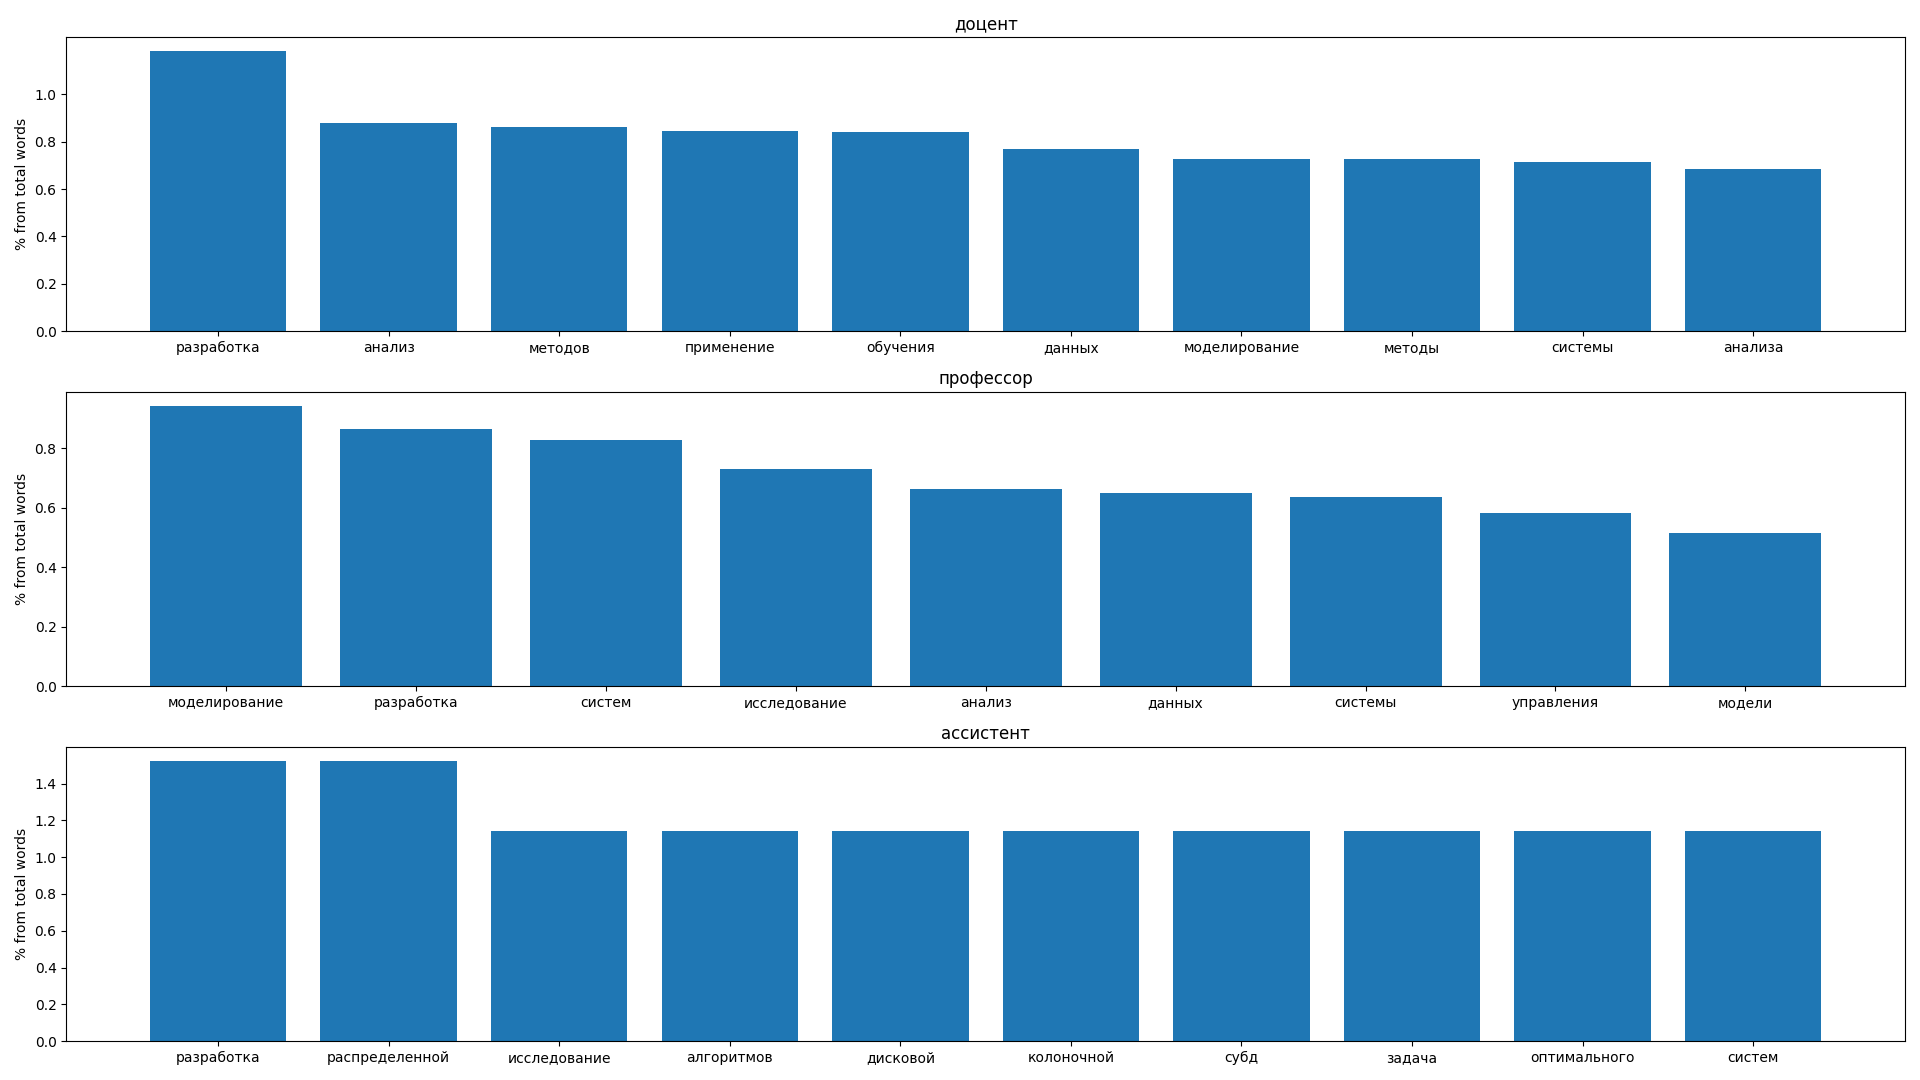 доцент
% from total words
1.0
0.8
0.6
0.4
0.2
0.0
разработка анализ методов применение обучения данных моделирование методы системы анализа
профессор
% from total words
0.8
0.6
0.4
0.2
0.0
моделирование разработка систем исследование анализ данных системы управления модели
ассистент
% from total words
1.4
1.2
1.0
0.8
0.6
0.4
0.2
0.0
разработка распределенной исследование алгоритмов дисковой колоночной субд задача оптимального систем